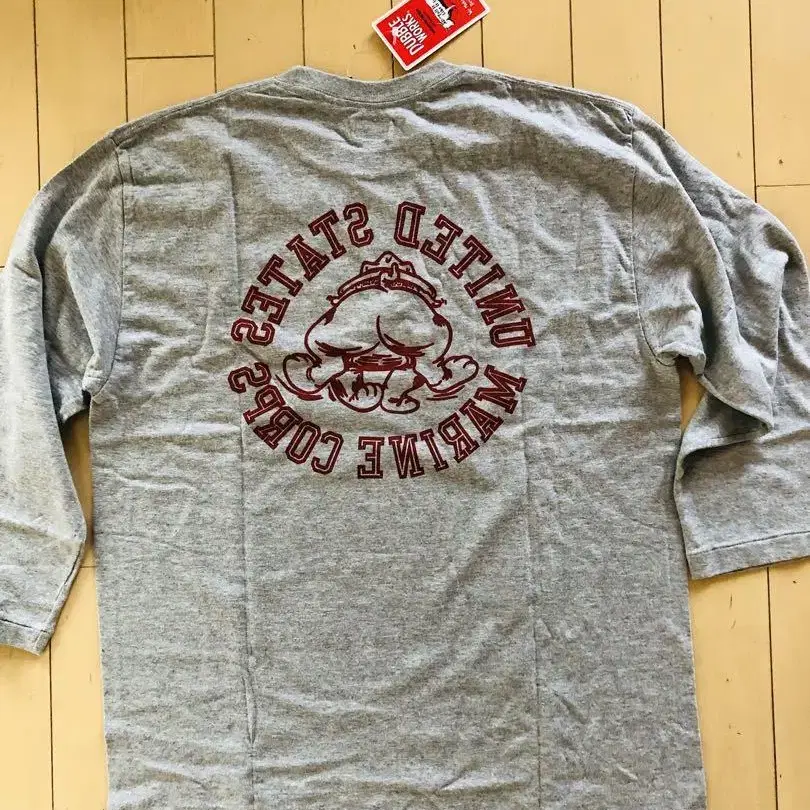 DUBBLE
WORKS.
UNITED STATES
MARINE CORPS